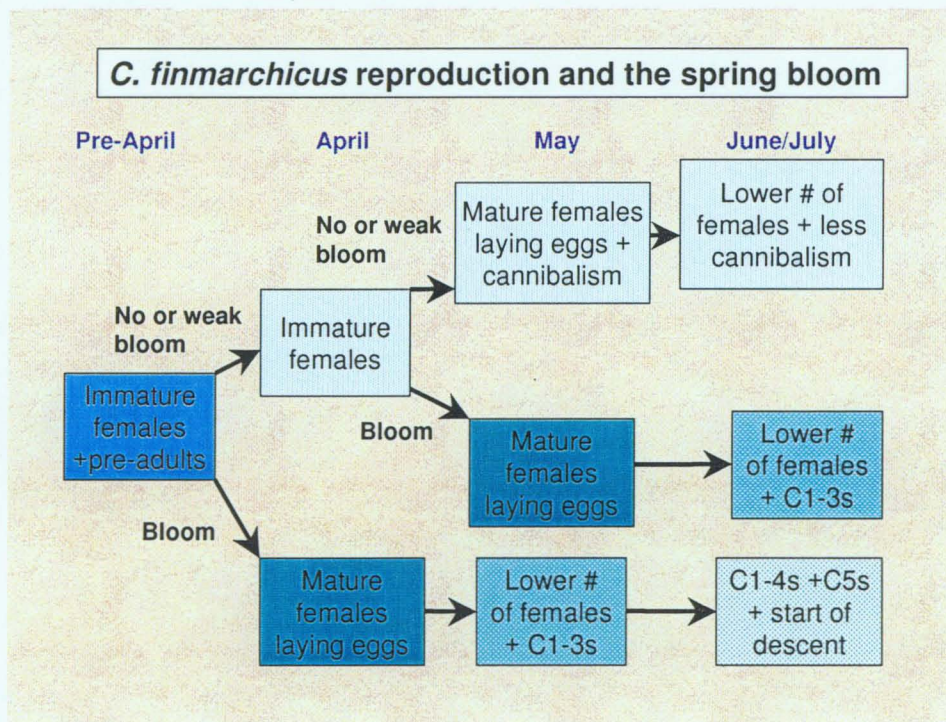 C. finmarchicus reproduction and the spring bloom
Pre-April
April
May
June/July
No or weak
bloom
Mature females
laying eggs +
cannibalism
Lower # of
females + less
cannibalism
No or weak
bloom
Immature
females
Immature
females
+pre-adults
Bloom
Mature
females
laying eggs
Lower #
of females
+ C1-3s
Bloom
Mature
females
laying eggs
Lower #
of females
+ C1-3s
C1-4s +C5s
+ start of
descent